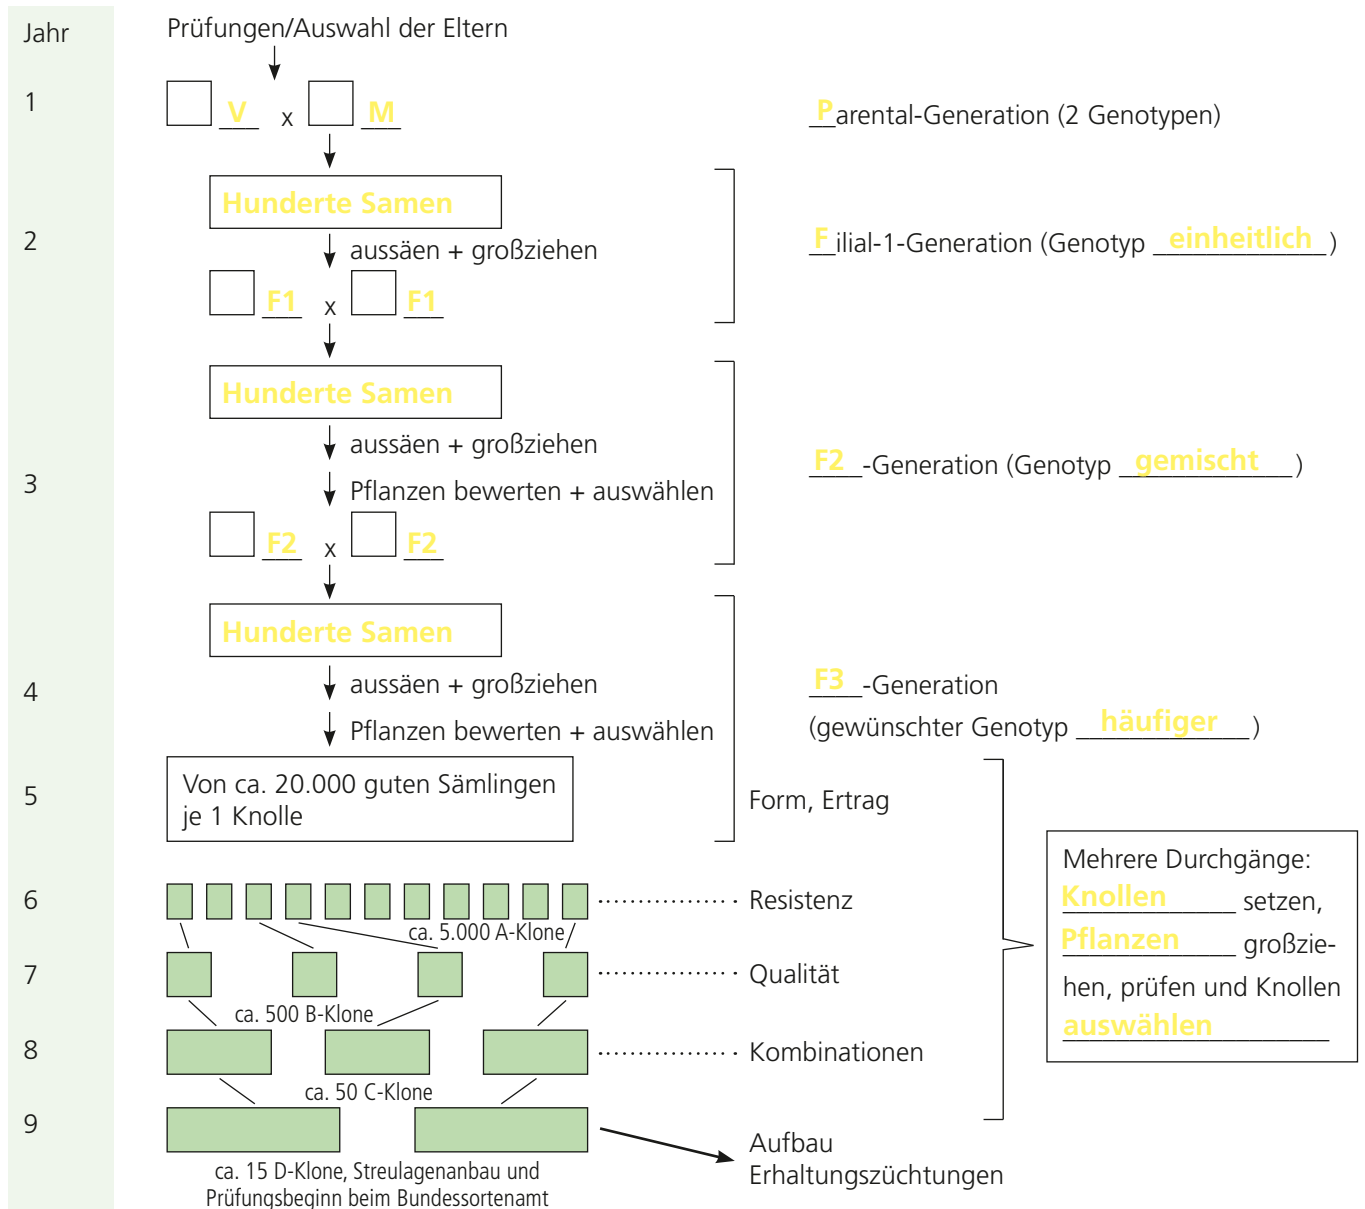 Jahr
Prüfungen/Auswahl der Eltern
1
V x M
Parental-Generation (2 Genotypen)
Hunderte Samen
2
aussäen + großziehen
Filial-1-Generation (Genotyp einheitlich)
F1 x F1
Hunderte Samen
aussäen + großziehen
F2-Generation (Genotyp gemischt)
3
Pflanzen bewerten + auswählen
F2 x F2
Hunderte Samen
4
aussäen + großziehen
F3-Generation
Pflanzen bewerten + auswählen
(gewünschter Genotyp häufiger)
5
Von ca. 20.000 guten Sämlingen
je 1 Knolle
Form, Ertrag
6
Resistenz
ca. 5.000 A-Klone
7
Qualität
ca. 500 B-Klone
8
Kombinationen
ca. 50 C-Klone
9
Aufbau
Erhaltungszüchtungen
ca. 15 D-Klone, Streulagenanbau und
Prüfungsbeginn beim Bundessortenamt
Mehrere Durchgänge:
Knollen setzen,
Pflanzen großzie-
hen, prüfen und Knollen
auswählen